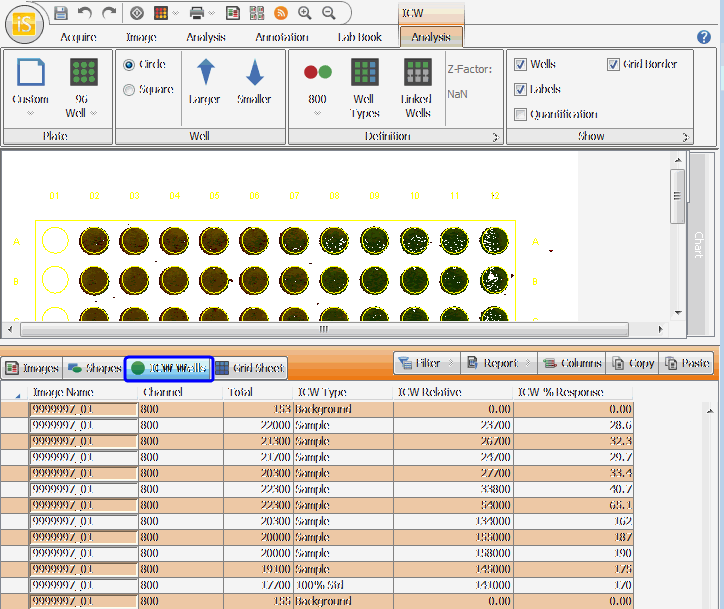 iS
ICW
Acquire Image Analysis Annotation Lab Book Analysis
Custom
96
Well
Plate
Circle
Square
Larger
Smaller
Well
800
Well
Types
Linked
Wells
Z-Factor:
NaN
Definition
Wells
Grid Border
Labels
Quantification
Show
01 02 03 04 05 06 07 08 09 10 11 12
A A
B B
Chart
Images Shapes ICW Wells Grid Sheet Filter Report Columns Copy Paste
Image Name Channel Total ICW Type ICW Relative ICW % Response
9999997_01 800 153 Background 0.00 0.00
9999997_01 800 22000 Sample 23700 28.6
9999997_01 800 21300 Sample 26700 32.3
9999997_01 800 21700 Sample 24700 29.7
9999997_01 800 20300 Sample 27700 33.4
9999997_01 800 22300 Sample 33800 40.7
9999997_01 800 22300 Sample 54000 65.1
9999997_01 800 20300 Sample 134000 162
9999997_01 800 20000 Sample 155000 187
9999997_01 800 20000 Sample 158000 190
9999997_01 800 19100 Sample 145000 175
9999997_01 800 17700 100% Std 141000 170
9999997_01 800 155 Background 0.00 0.00